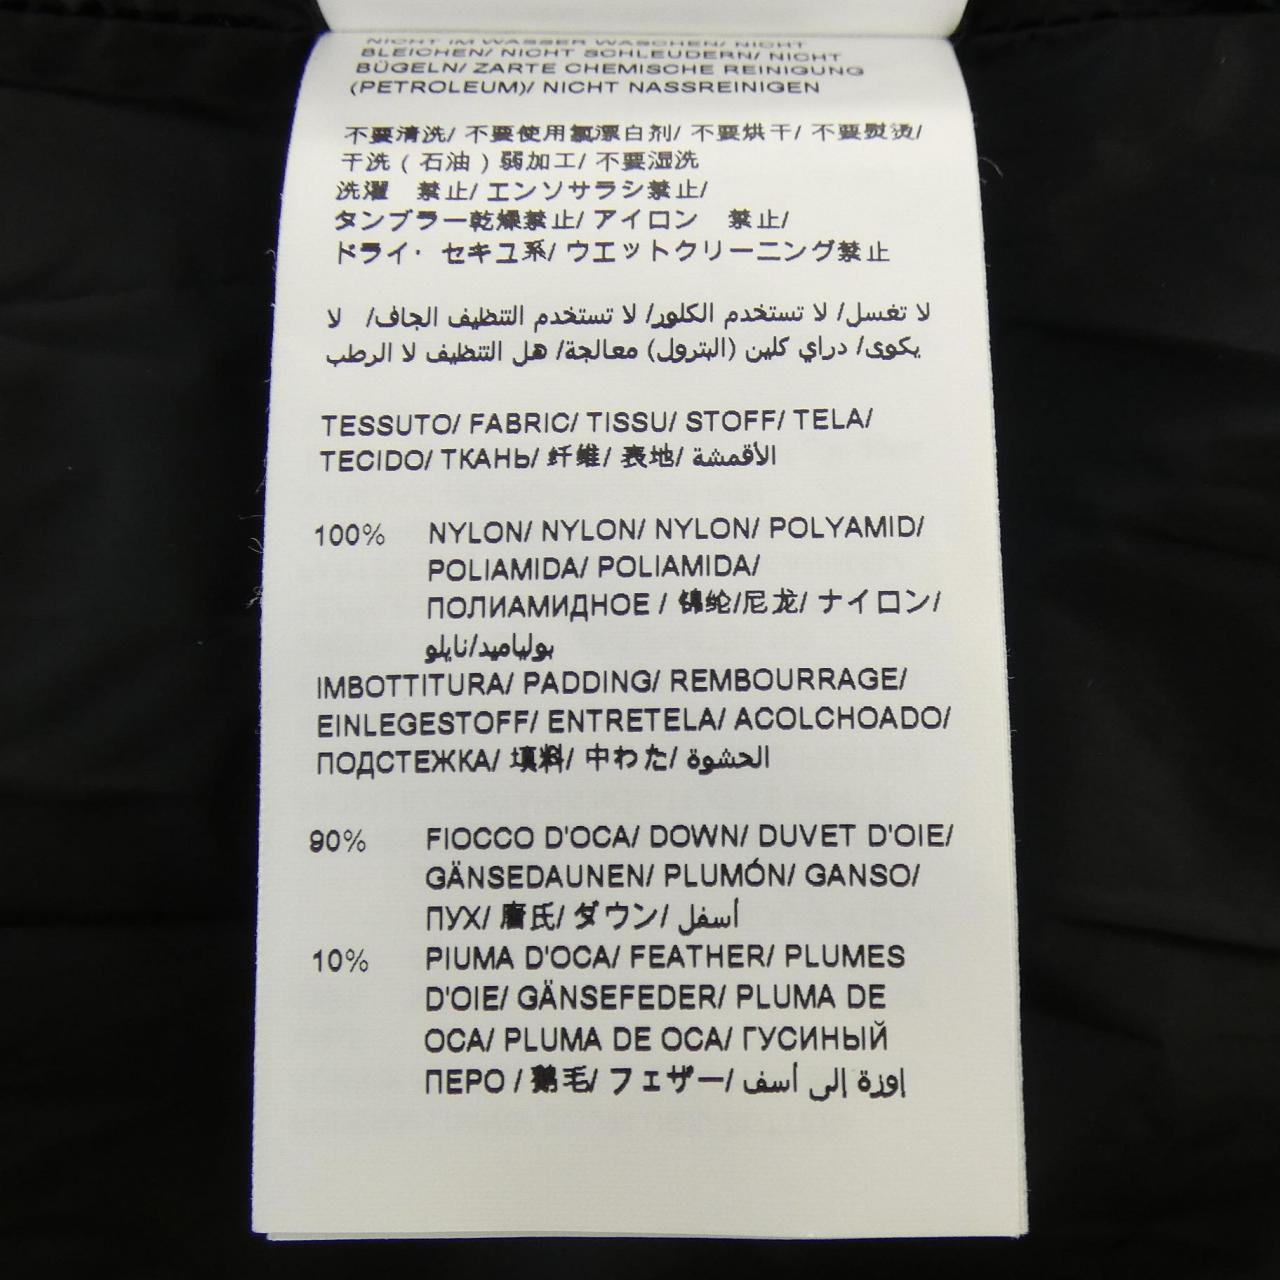 NICHT IM WASSER WASCHEN/ NICHT
BLEICHEN/ NICHT SCHLEUDERN/ NICHT
BÜGELN/ ZARTE CHEMISCHE REINIGUNG
(PETROLEUM)/ NICHT NASSREINIGEN
不要清洗/ 不要使用氯漂白剂/ 不要烘干/ 不要熨烫/
干洗 ( 石油 ) 弱加工/ 不要湿洗
洗濯 禁止/ エンソサラシ禁止/
タンブラー乾燥禁止/ アイロン 禁止/
ドライ· セキユ系/ ウエットクリーニング禁止
لا تغسل/ لا تستخدم الكلور/ لا تستخدم التنظيف الجاف/ لا
يكوى/ دراي كلين (البترول) معالجة/ هل التنظيف لا الرطب
TESSUTO/ FABRIC/ TISSU/ STOFF/ TELA/
TECIDO/ ТКАНЬ/ 纤维/ 表地/ الأقمشة
100% NYLON/ NYLON/ NYLON/ POLYAMID/
POLIAMIDA/ POLIAMIDA/
ПОЛИАМИДНОЕ / 锦纶/尼龙/ ナイロン/
بولياميد/نايلو
IMBOTTITURA/ PADDING/ REMBOURRAGE/
EINLEGESTOFF/ ENTRETELA/ ACOLCHOADO/
ПОДСТЕЖКА/ 填料/ 中わた/ الحشوة
90% FIOCCO D'OCA/ DOWN/ DUVET D'OIE/
GÄNSEDAUNEN/ PLUMÓN/ GANSO/
ПУХ/ 唐氏/ ダウン/ أسفل
10% PIUMA D'OCA/ FEATHER/ PLUMES
D'OIE/ GÄNSEFEDER/ PLUMA DE
OCA/ PLUMA DE OCA/ ГУСИНЫЙ
ПЕРО / 鹅毛/ フェザー/ إوزة إلى أسف